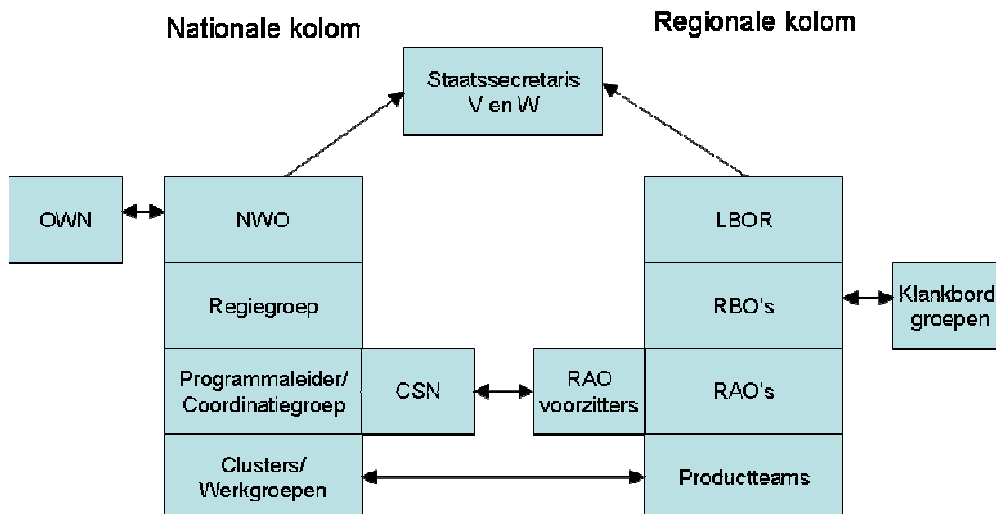 Nationale kolom
Regionale kolom
Staatssecretaris
V en W
OWN
NWO
LBOR
Regiegroep
RBO's
Klankbord
groepen
Programmaleider/
Coordinatiegroep
CSN
RAO
voorzitters
RAO's
Clusters/
Werkgroepen
Productteams